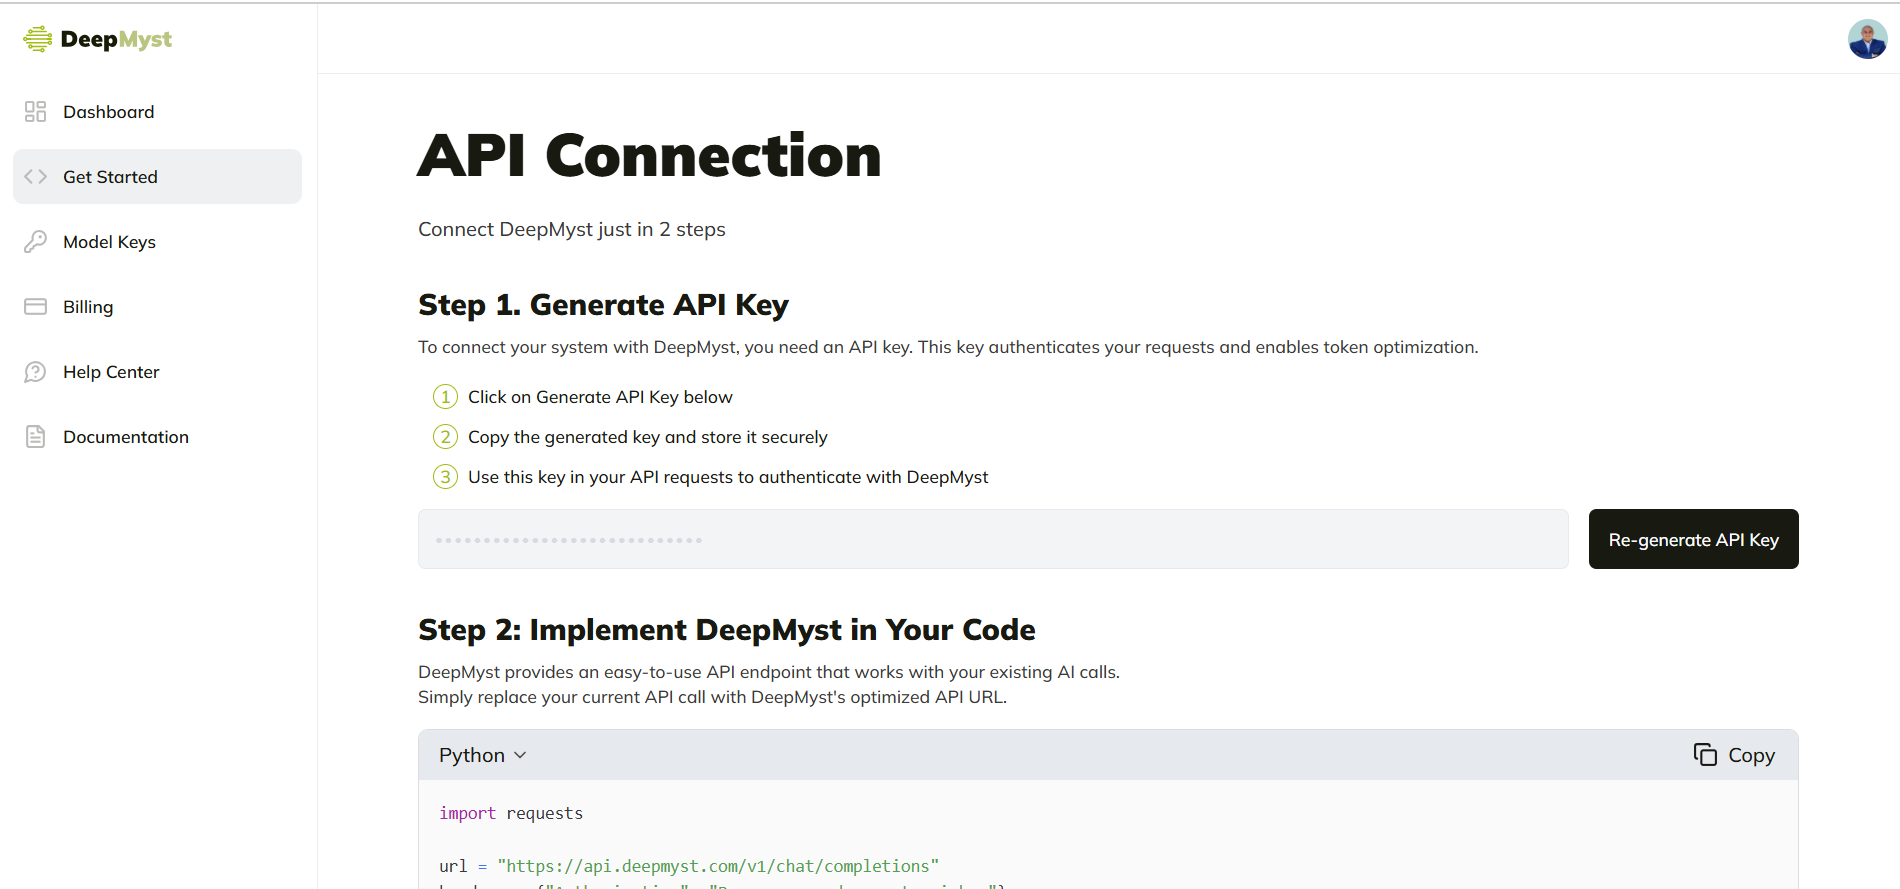 DeepMyst
Dashboard
Get Started
Model Keys
Billing
Help Center
Documentation
API Connection
Connect DeepMyst just in 2 steps
Step 1. Generate API Key
To connect your system with DeepMyst, you need an API key. This key authenticates your requests and enables token optimization.
1 Click on Generate API Key below
2 Copy the generated key and store it securely
3 Use this key in your API requests to authenticate with DeepMyst
Re-generate API Key
Step 2: Implement DeepMyst in Your Code
DeepMyst provides an easy-to-use API endpoint that works with your existing AI calls.
Simply replace your current API call with DeepMyst's optimized API URL.
Python
Copy
import requests
url = "https://api.deepmyst.com/v1/chat/completions"